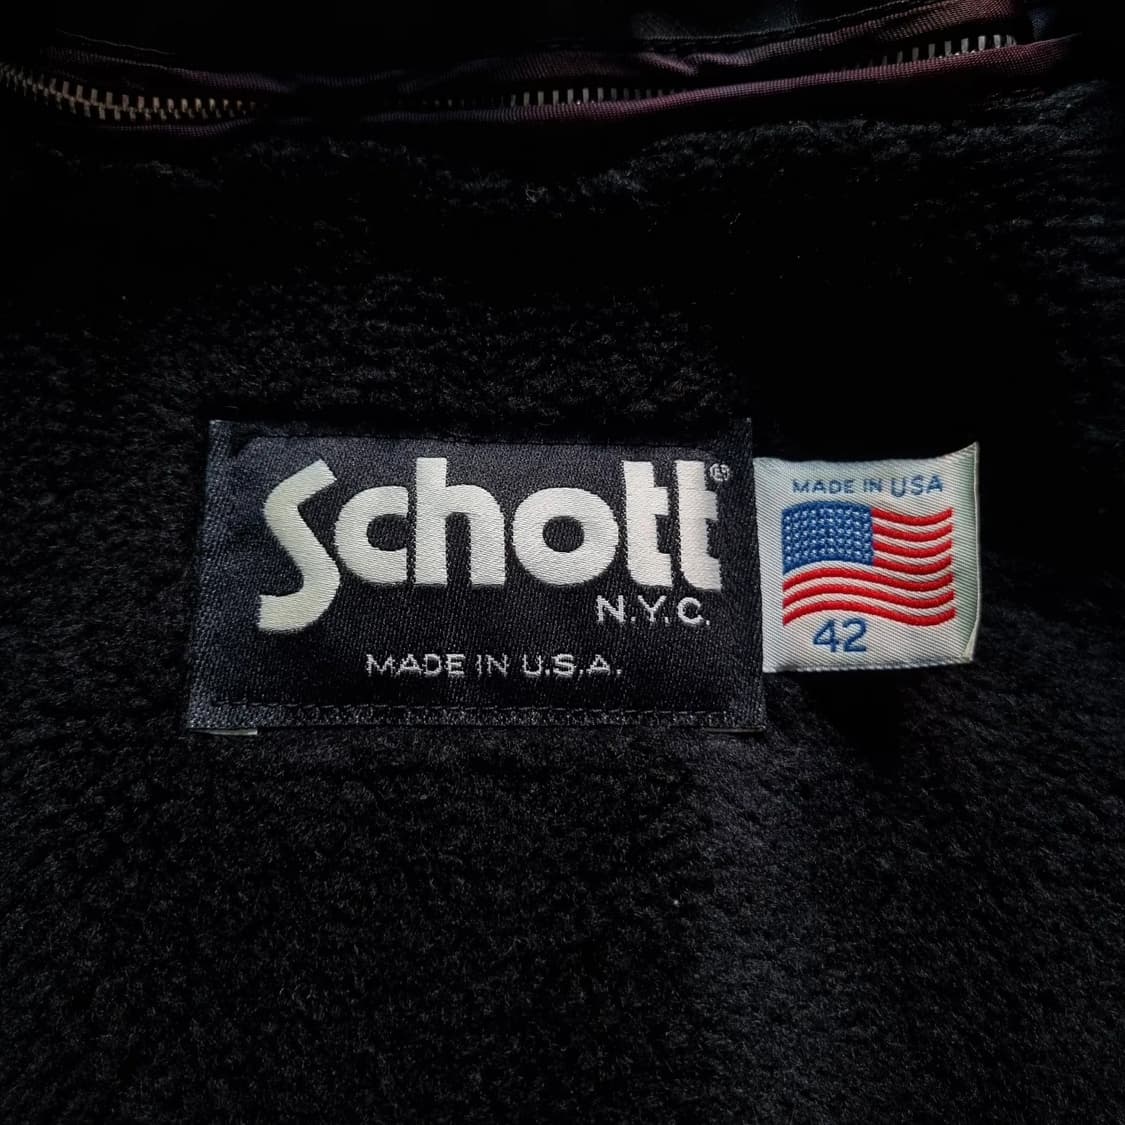 Schott®
N.Y.C.
MADE IN U.S.A.
MADE IN USA
42